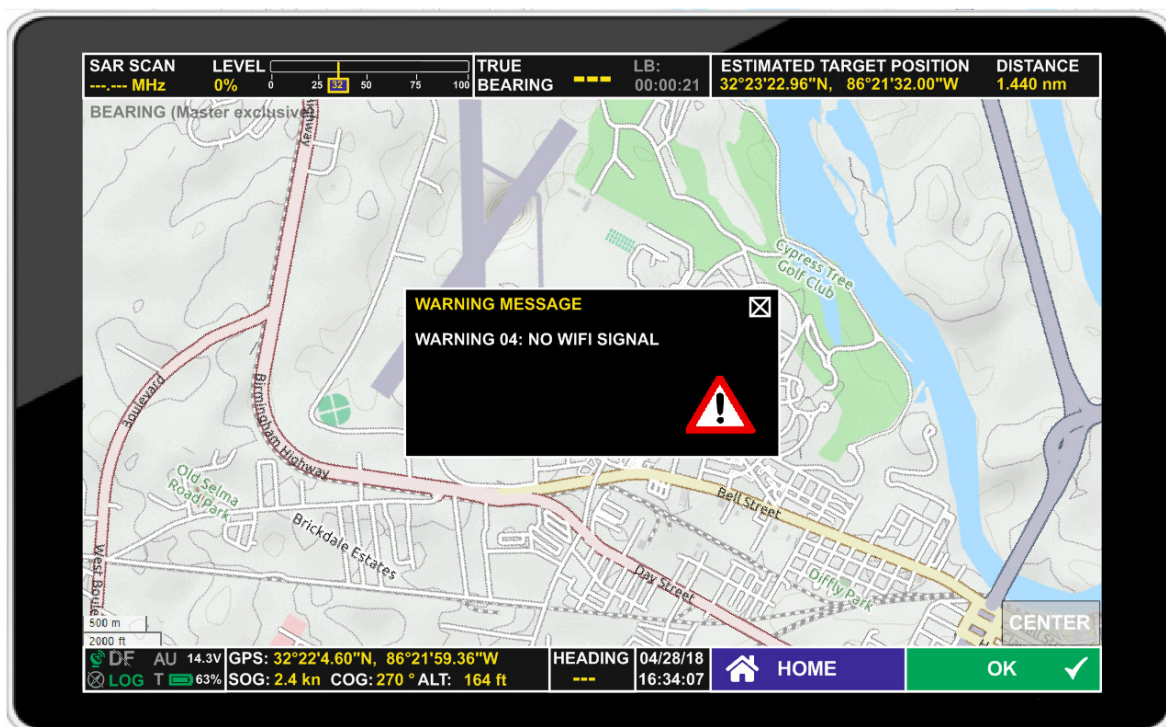 SAR SCAN LEVEL TRUE BEARING --- LB: 00:00:21 ESTIMATED TARGET POSITION DISTANCE
---.--- MHz 0% 0 25 32 50 75 100 32°23'22.96"N, 86°21'32.00"W 1.440 nm
BEARING (Master exclusive)
Cypress Tree
Golf Club
WARNING MESSAGE
WARNING 04: NO WIFI SIGNAL
Boulevard
Birmingham Highway
Old Selma
Road Park
Bell Street
Brickdale Estates
West Boule
Day Street
Diffly Park
500 m
2000 ft
CENTER
DF AU 14.3V GPS: 32°22'4.60"N, 86°21'59.36"W HEADING 04/28/18 HOME OK
LOG T 63% SOG: 2.4 kn COG: 270 ° ALT: 164 ft --- 16:34:07